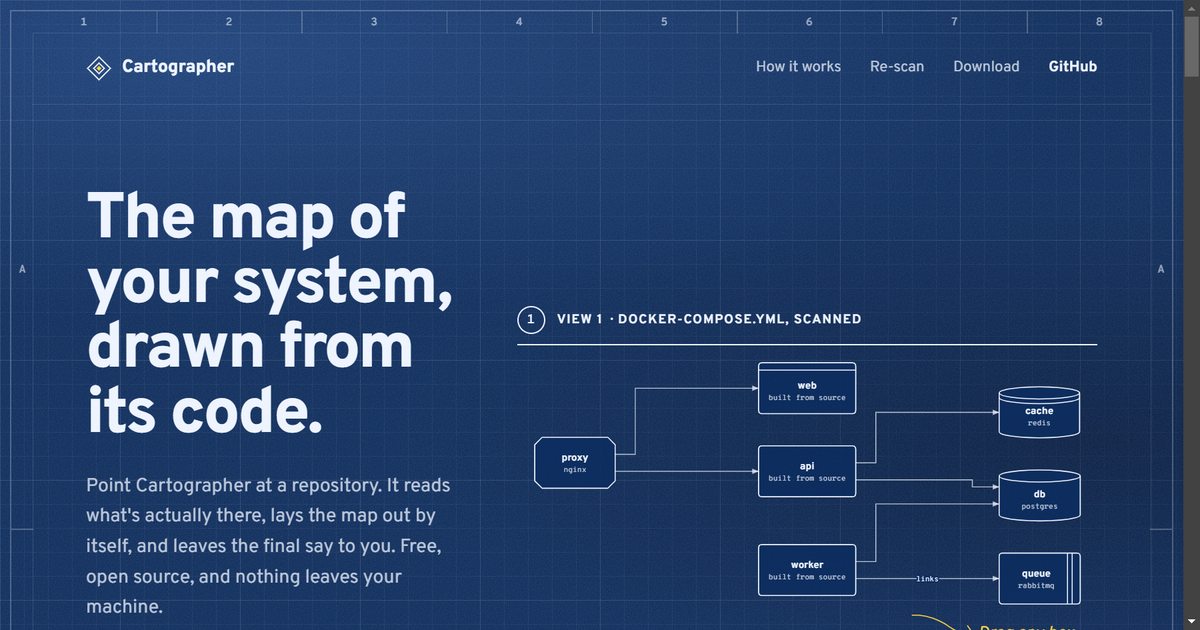 1 2 3 4 5 6 7 8
Cartographer
How it works Re-scan Download GitHub
The map of
your system,
drawn from
its code.
A
A
Point Cartographer at a repository. It reads
what's actually there, lays the map out by
itself, and leaves the final say to you. Free,
open source, and nothing leaves your
machine.
1 VIEW 1 · DOCKER-COMPOSE.YML, SCANNED
web
built from source
cache
redis
proxy
nginx
api
built from source
db
postgres
worker
built from source
links
queue
rabbitmq